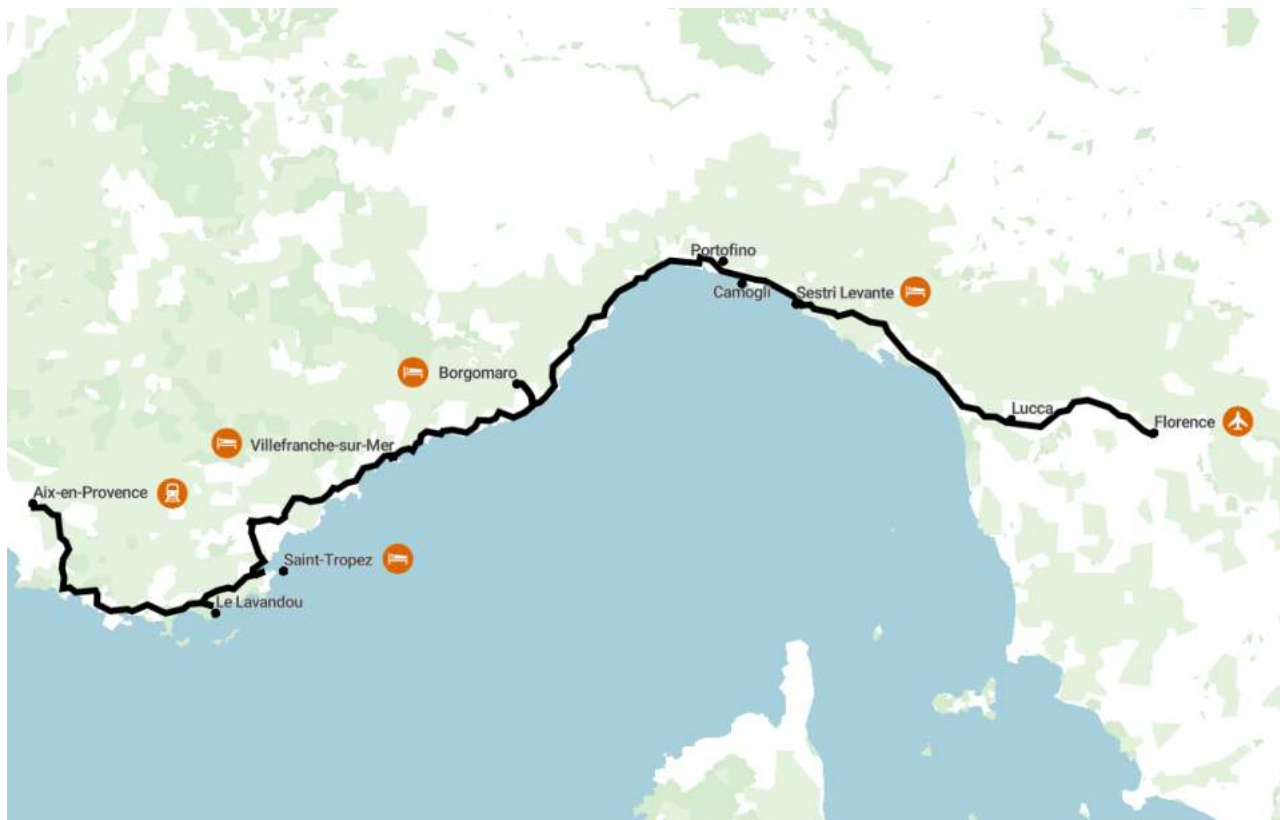 Portofino
Camogli
Sestri Levante
Borgomaro
Lucca
Florence
Villefranche-sur-Mer
Aix-en-Provence
Saint-Tropez
Le Lavandou